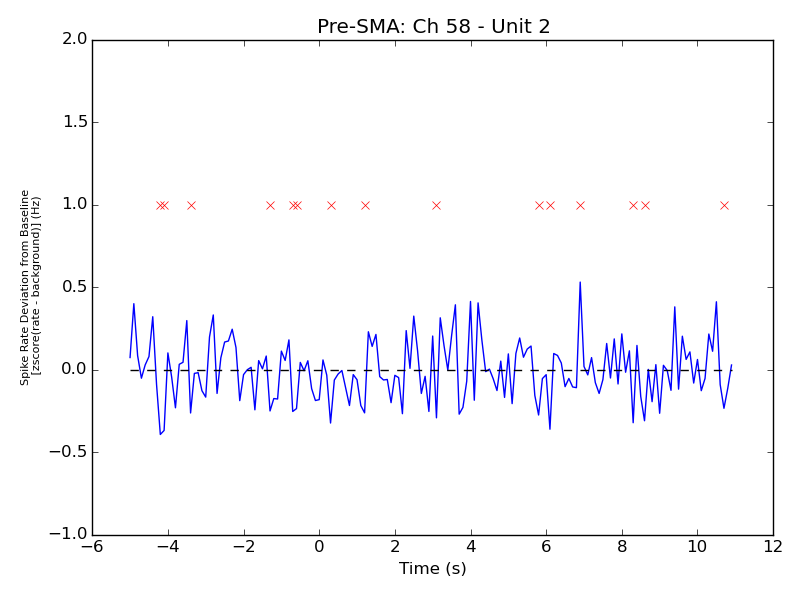 Pre-SMA: Ch 58 - Unit 2
2.0
1.5
1.0
0.5
0.0
−0.5
−1.0
Spike Rate Deviation from Baseline
[zscore(rate - background)] (Hz)
−6 −4 −2 0 2 4 6 8 10 12
Time (s)